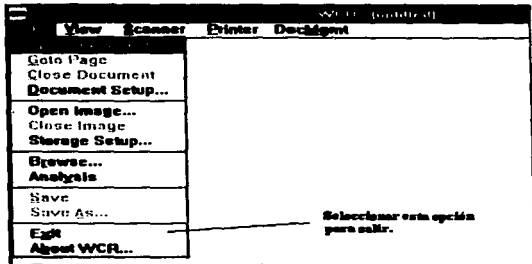 View Scanner Printer DocMgmt
Goto Page
Close Document
Document Setup...
Open Image...
Close Image
Storage Setup...
Browse...
Analysis
Save
Save As...
Exit
About WCR...
Seleccionar esta opción
para salir.